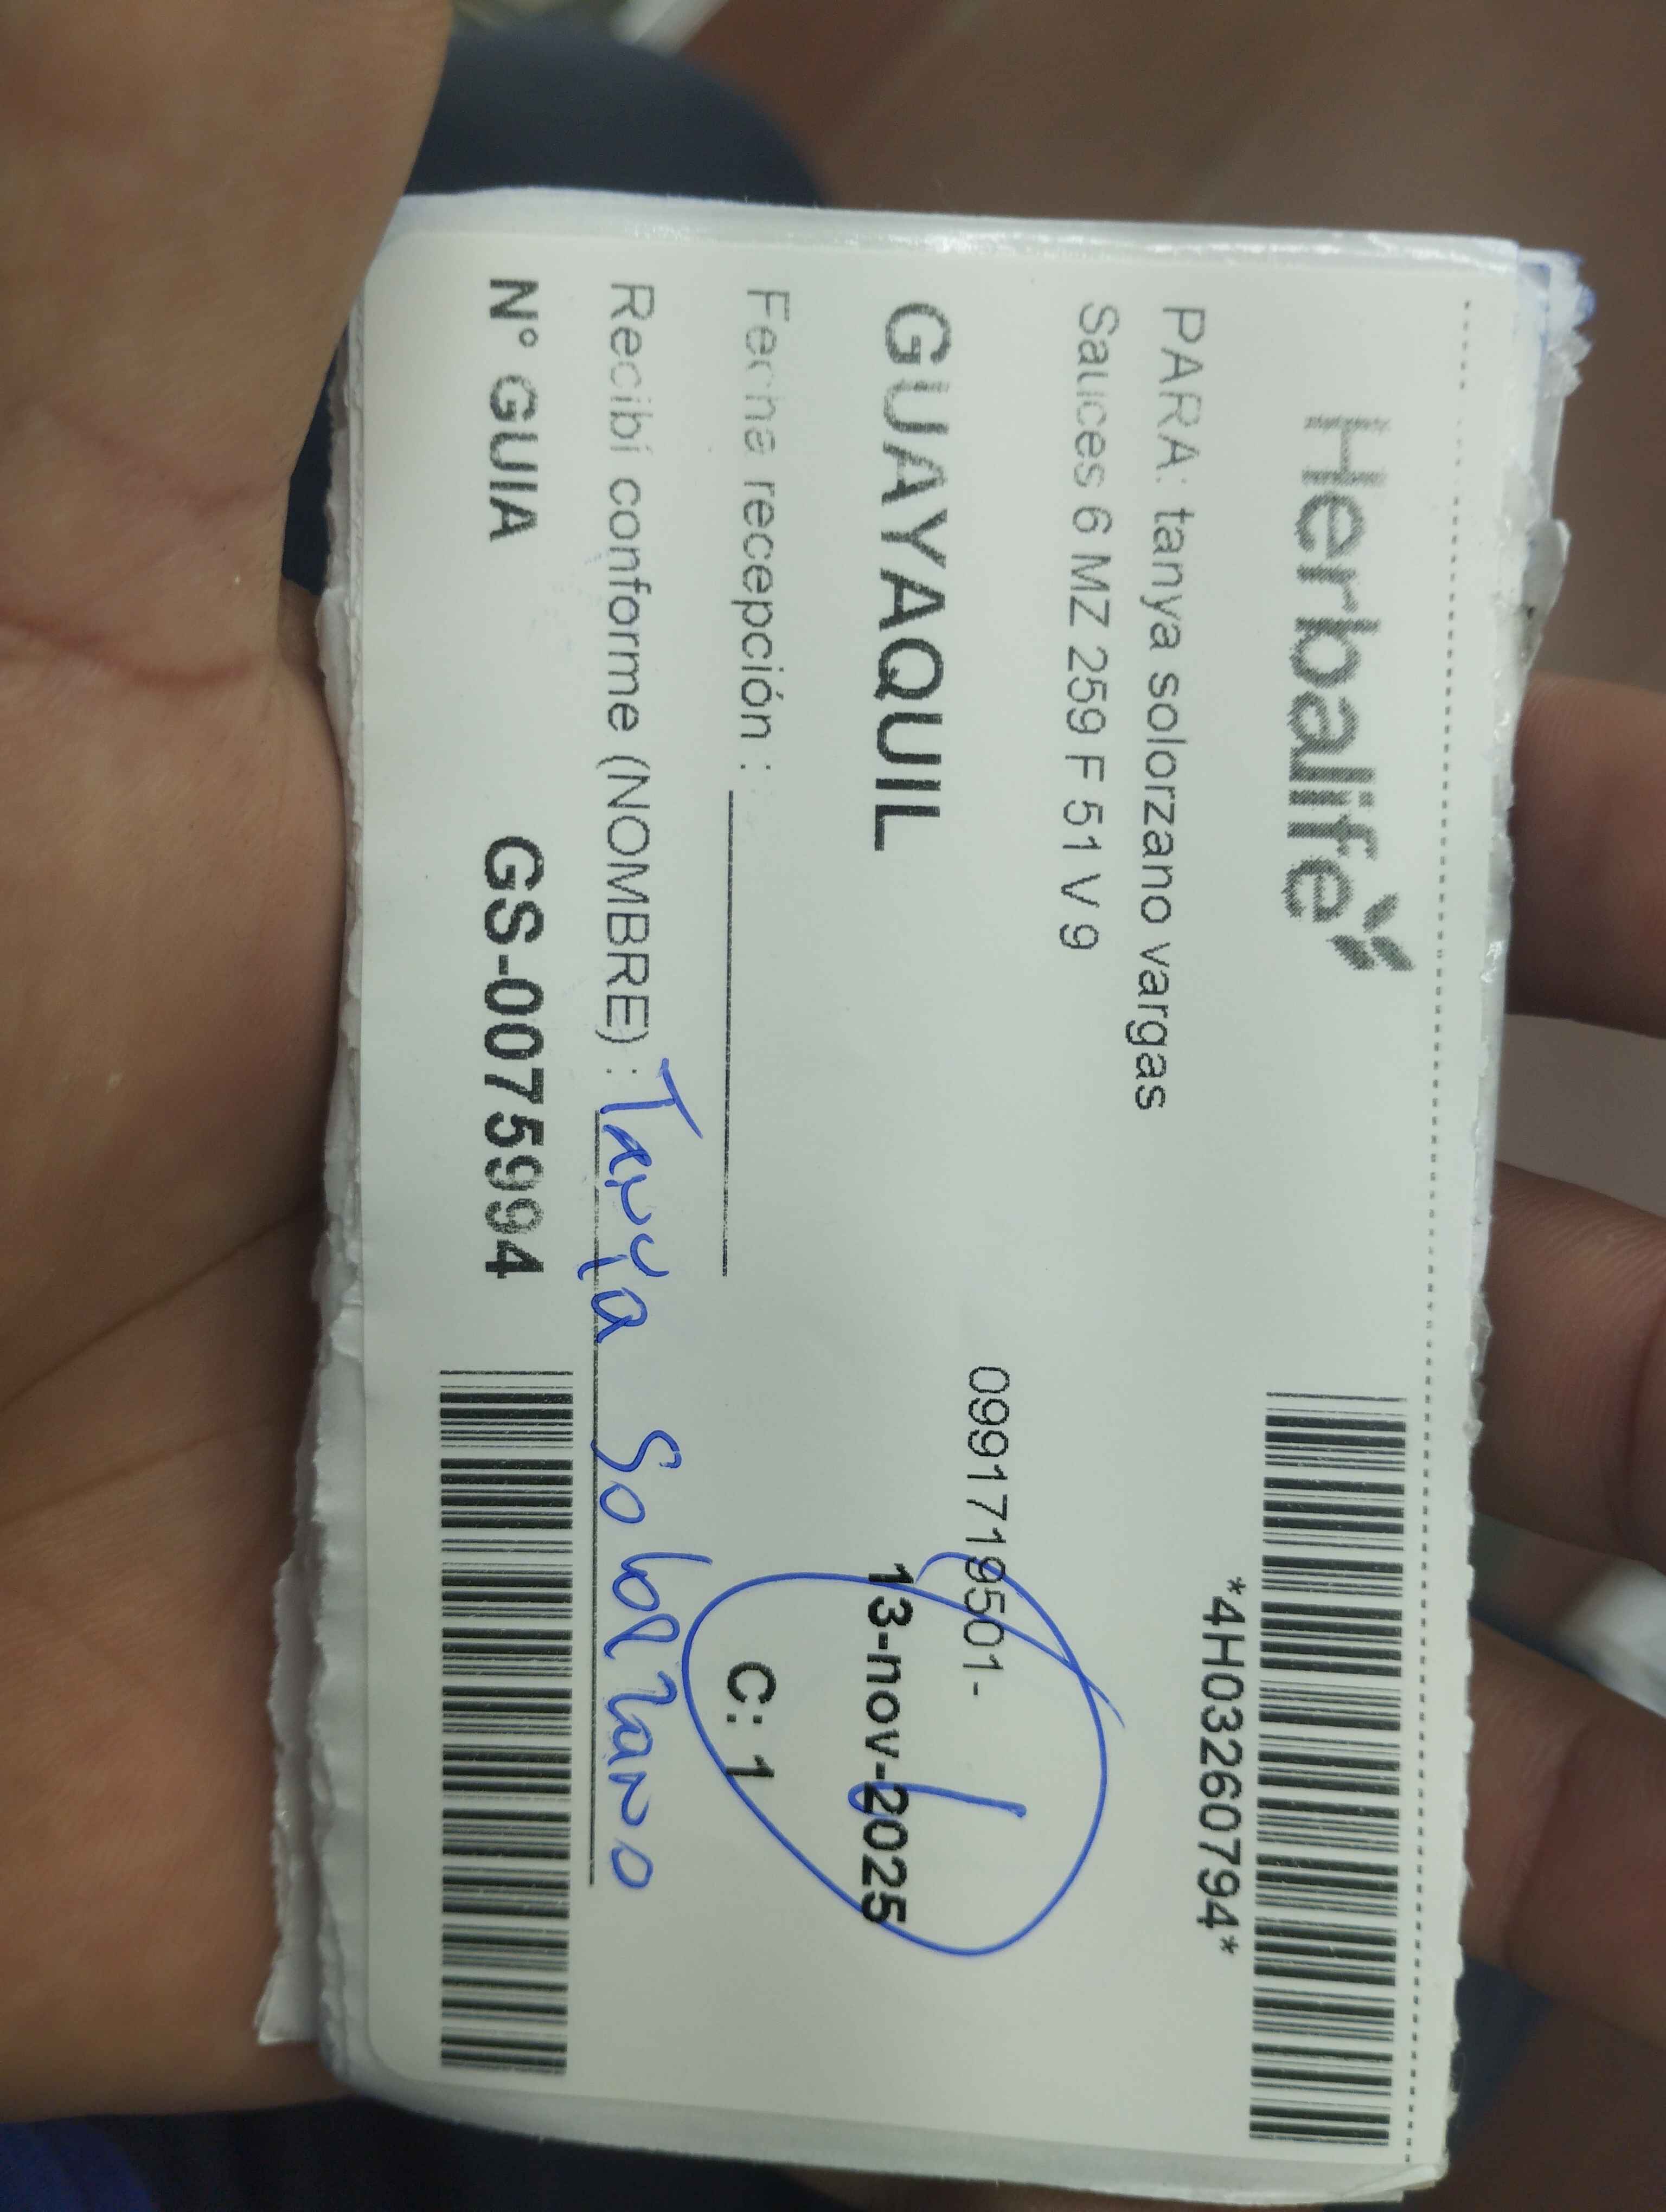 Herbalife
*4H03260794*
PARA: tanya solorzano vargas
Sauces 6 MZ 259 F 51 V 9
0991719501-
GUAYAQUIL
13-nov-2025
Fecha recepción :
C: 1
Recibí conforme (NOMBRE) : Tanya Solorzano
N° GUIA GS-0075994